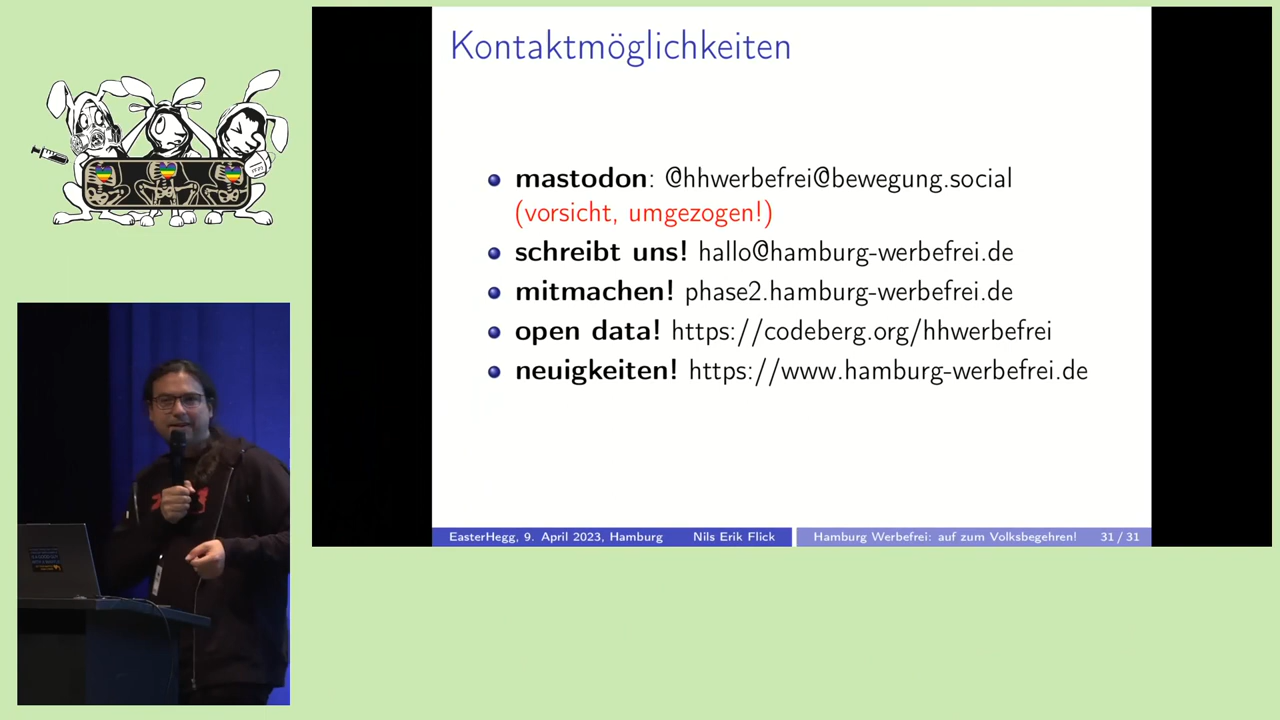 Kontaktmöglichkeiten
mastodon: @hhwerbefrei@bewegung.social
(vorsicht, umgezogen!)
schreibt uns! hallo@hamburg-werbefrei.de
mitmachen! phase2.hamburg-werbefrei.de
open data! https://codeberg.org/hhwerbefrei
neuigkeiten! https://www.hamburg-werbefrei.de
EasterHegg, 9. April 2023, Hamburg Nils Erik Flick Hamburg Werbefrei: auf zum Volksbegehren! 31 / 31